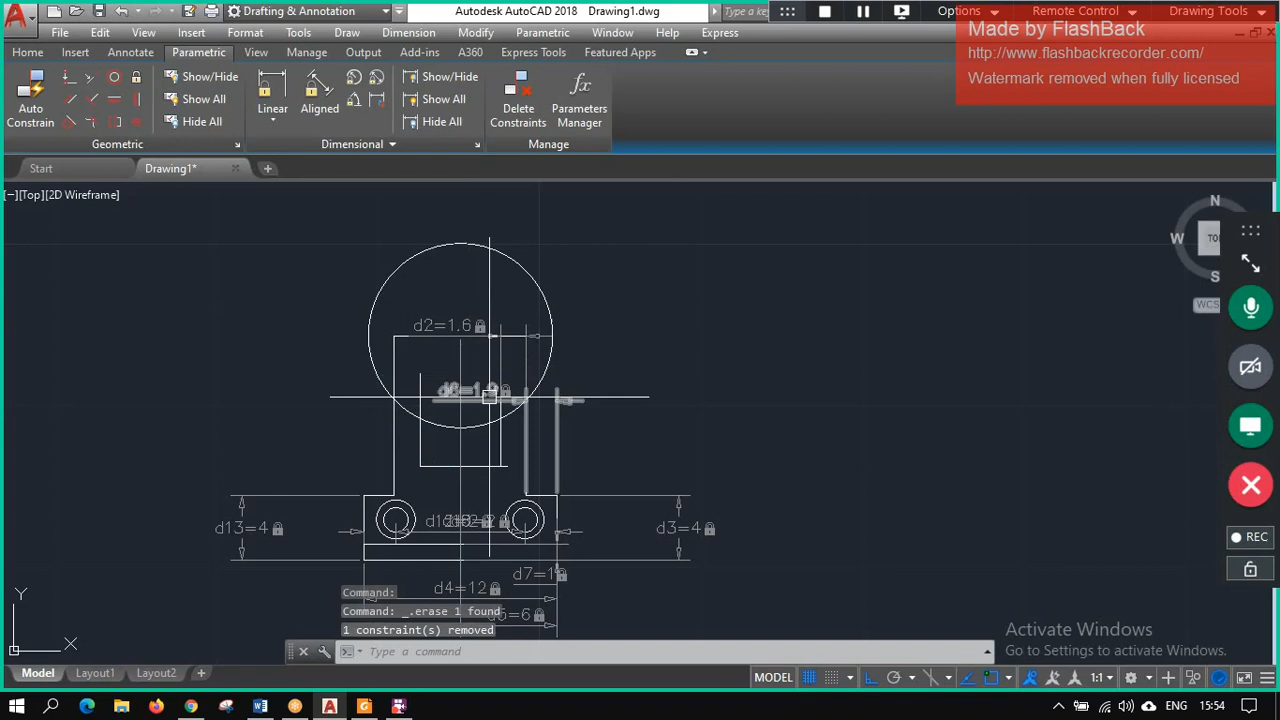 Drafting & Annotation
Autodesk AutoCAD 2018 Drawing1.dwg
Type a key
Options
Remote Control
Drawing Tools
Made by FlashBack
http://www.flashbackrecorder.com/
Watermark removed when fully licensed
File Edit View Insert Format Tools Draw Dimension Modify Parametric Window Express
Home Insert Annotate Parametric View Manage Output Add-ins A360 Express Tools Featured Apps
Auto
Constrain
Show/Hide
Show All
Hide All
Geometric
Linear
Aligned
Show/Hide
Show All
Hide All
Dimensional
Delete
Constraints
Parameters
Manager
Manage
Start
Drawing1*
[−][Top][2D Wireframe]
N
W
S
d2=1.6
d13=4
d3=4
d4=12
Command:
Command: _.erase 1 found
1 constraint(s) removed
Type a command
REC
Activate Windows
Go to Settings to activate Windows.
Y
X
Model Layout1 Layout2 +
MODEL
1:1
ENG
15:54